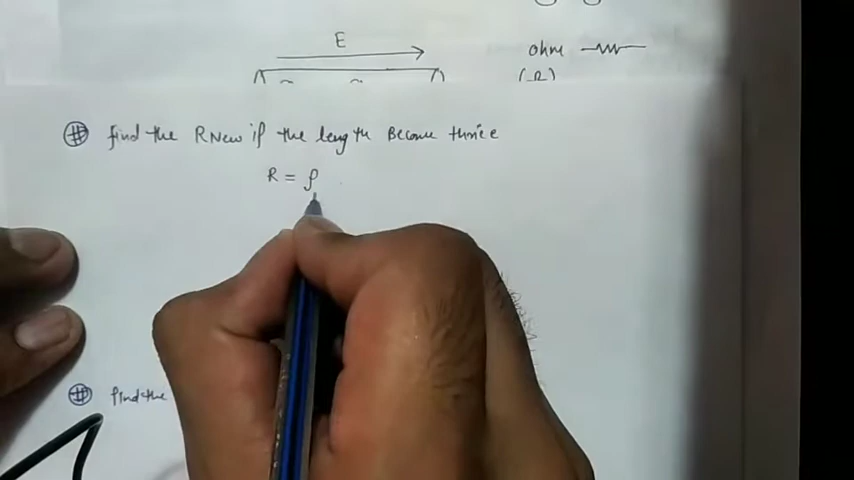 E
ohm
(Ω)
find the RNew if the length Become thrice
R = ρ
find the